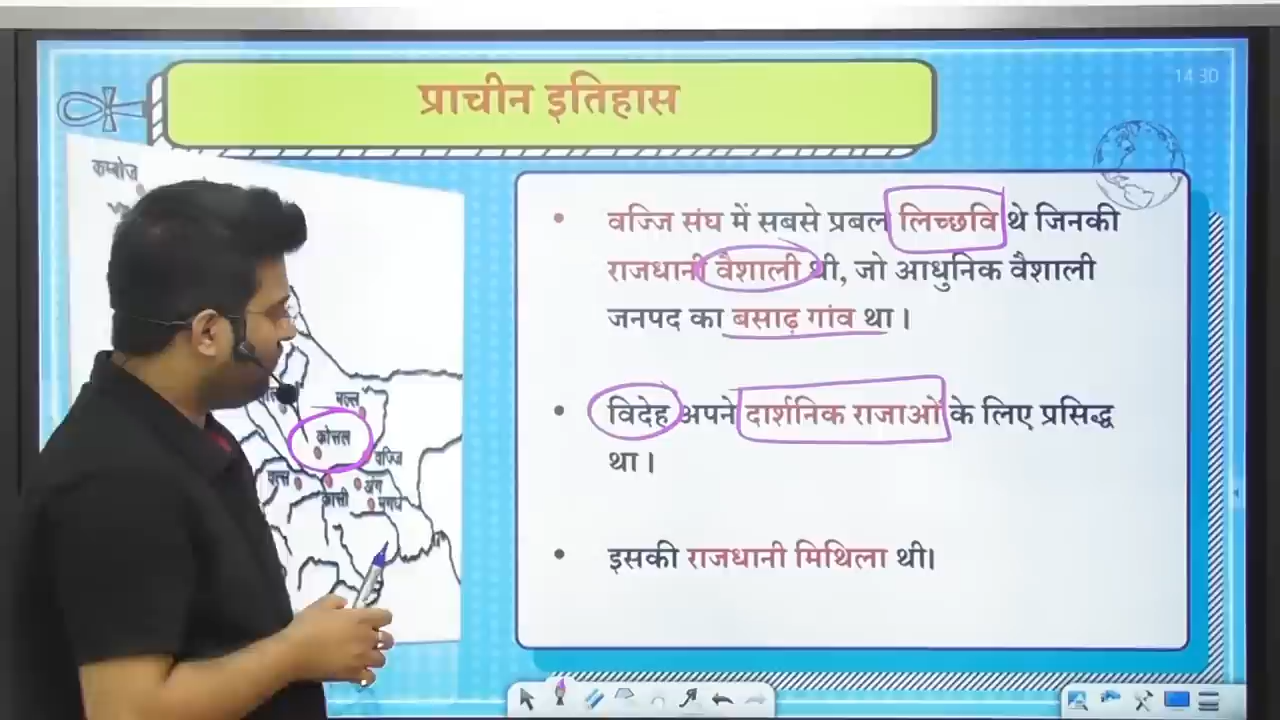 प्राचीन इतिहास
14 30
कम्बोज
वज्जि संघ में सबसे प्रबल लिच्छवि थे जिनकी
राजधानी वैशाली थी, जो आधुनिक वैशाली
जनपद का बसाढ़ गांव था।
विदेह अपने दार्शनिक राजाओं के लिए प्रसिद्ध
था।
इसकी राजधानी मिथिला थी।
मल्ल
कोसल
वज्जि
वत्स
काशी
अंग
मगध